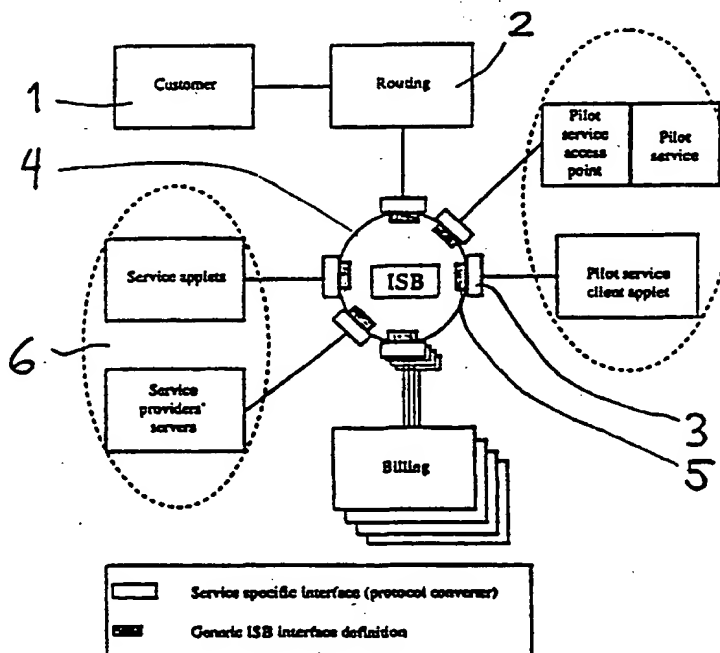 2
Customer
Routing
1
Pilot
service
access
point
Pilot
service
4
Service applets
ISB
Pilot service
client applet
6
Service
providers'
servers
3
5
Billing
Service specific interface (protocol converter)
Generic ISB interface definition